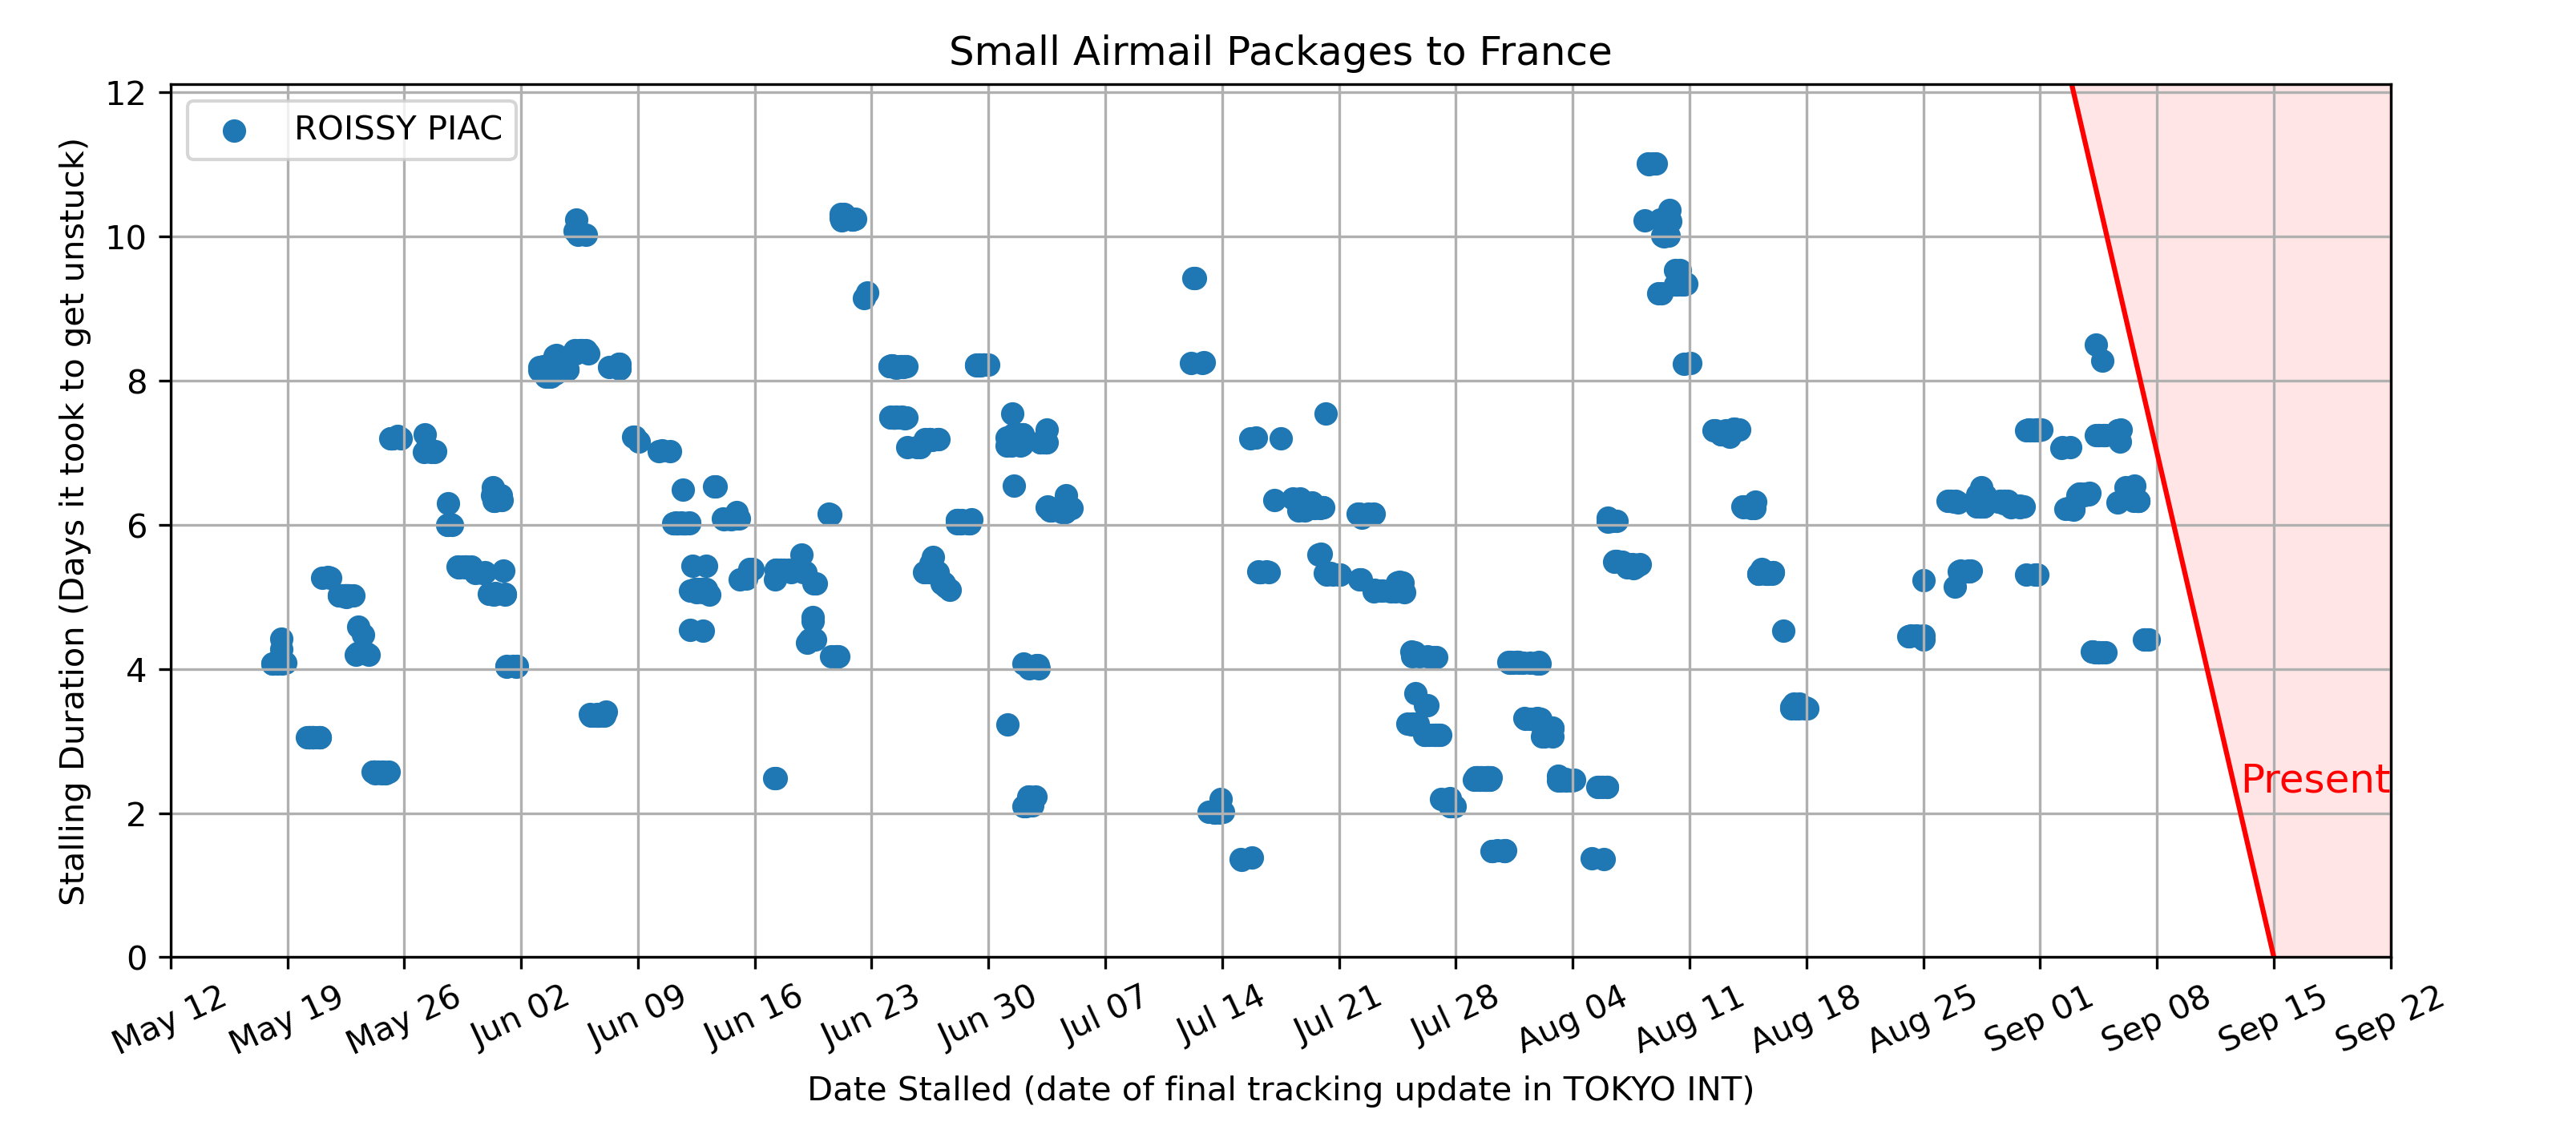 Small Airmail Packages to France
ROISSY PIAC
Stalling Duration (Days it took to get unstuck)
12
10
8
6
4
2
0
Present
May 12
May 19
May 26
Jun 02
Jun 09
Jun 16
Jun 23
Jun 30
Jul 07
Jul 14
Jul 21
Jul 28
Aug 04
Aug 11
Aug 18
Aug 25
Sep 01
Sep 08
Sep 15
Sep 22
Date Stalled (date of final tracking update in TOKYO INT)